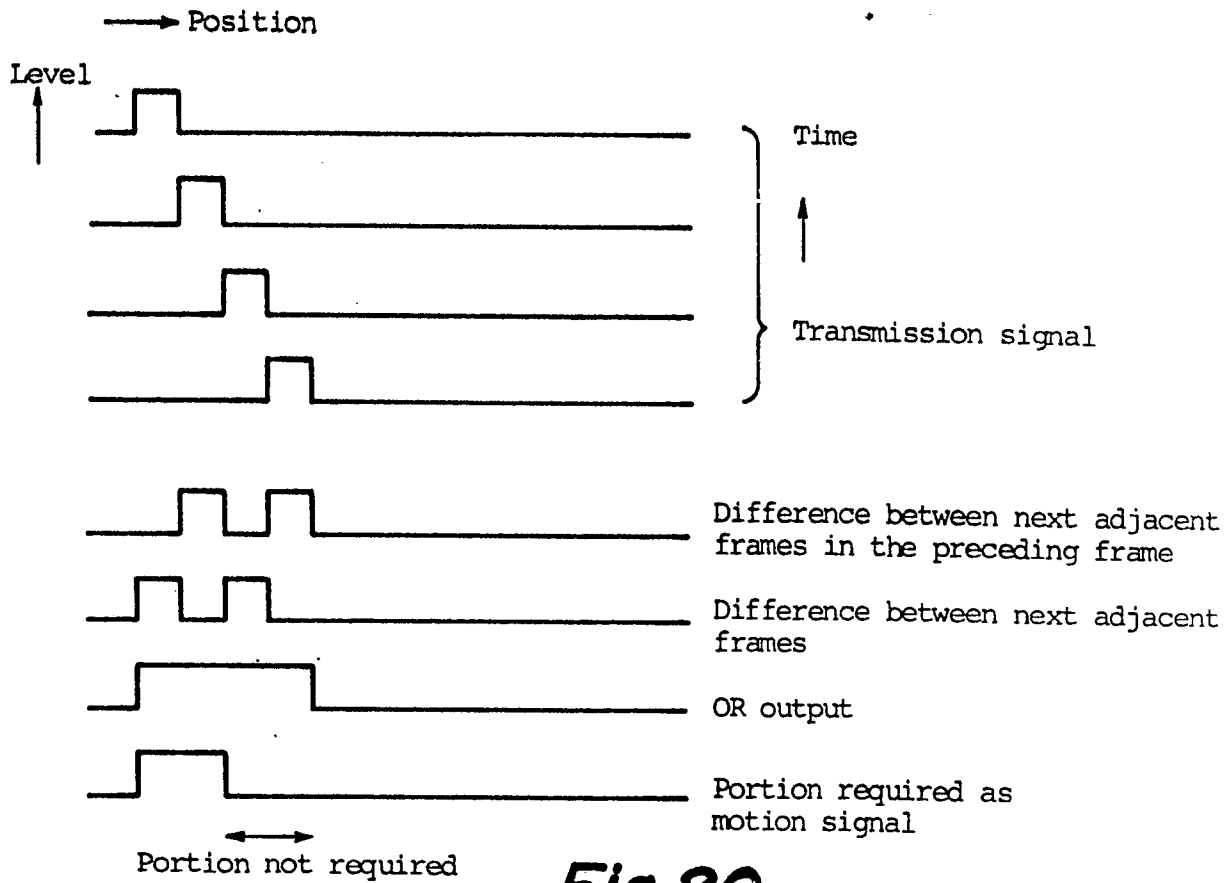 Position
Level
Time
Transmission signal
Difference between next adjacent
frames in the preceding frame
Difference between next adjacent
frames
OR output
Portion required as
motion signal
Portion not required